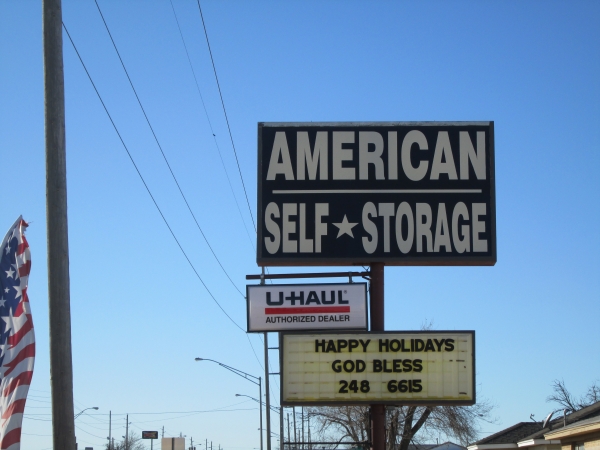 AMERICAN
SELF★STORAGE
U-HAUL
AUTHORIZED DEALER
HAPPY HOLIDAYS
GOD BLESS
248 6615